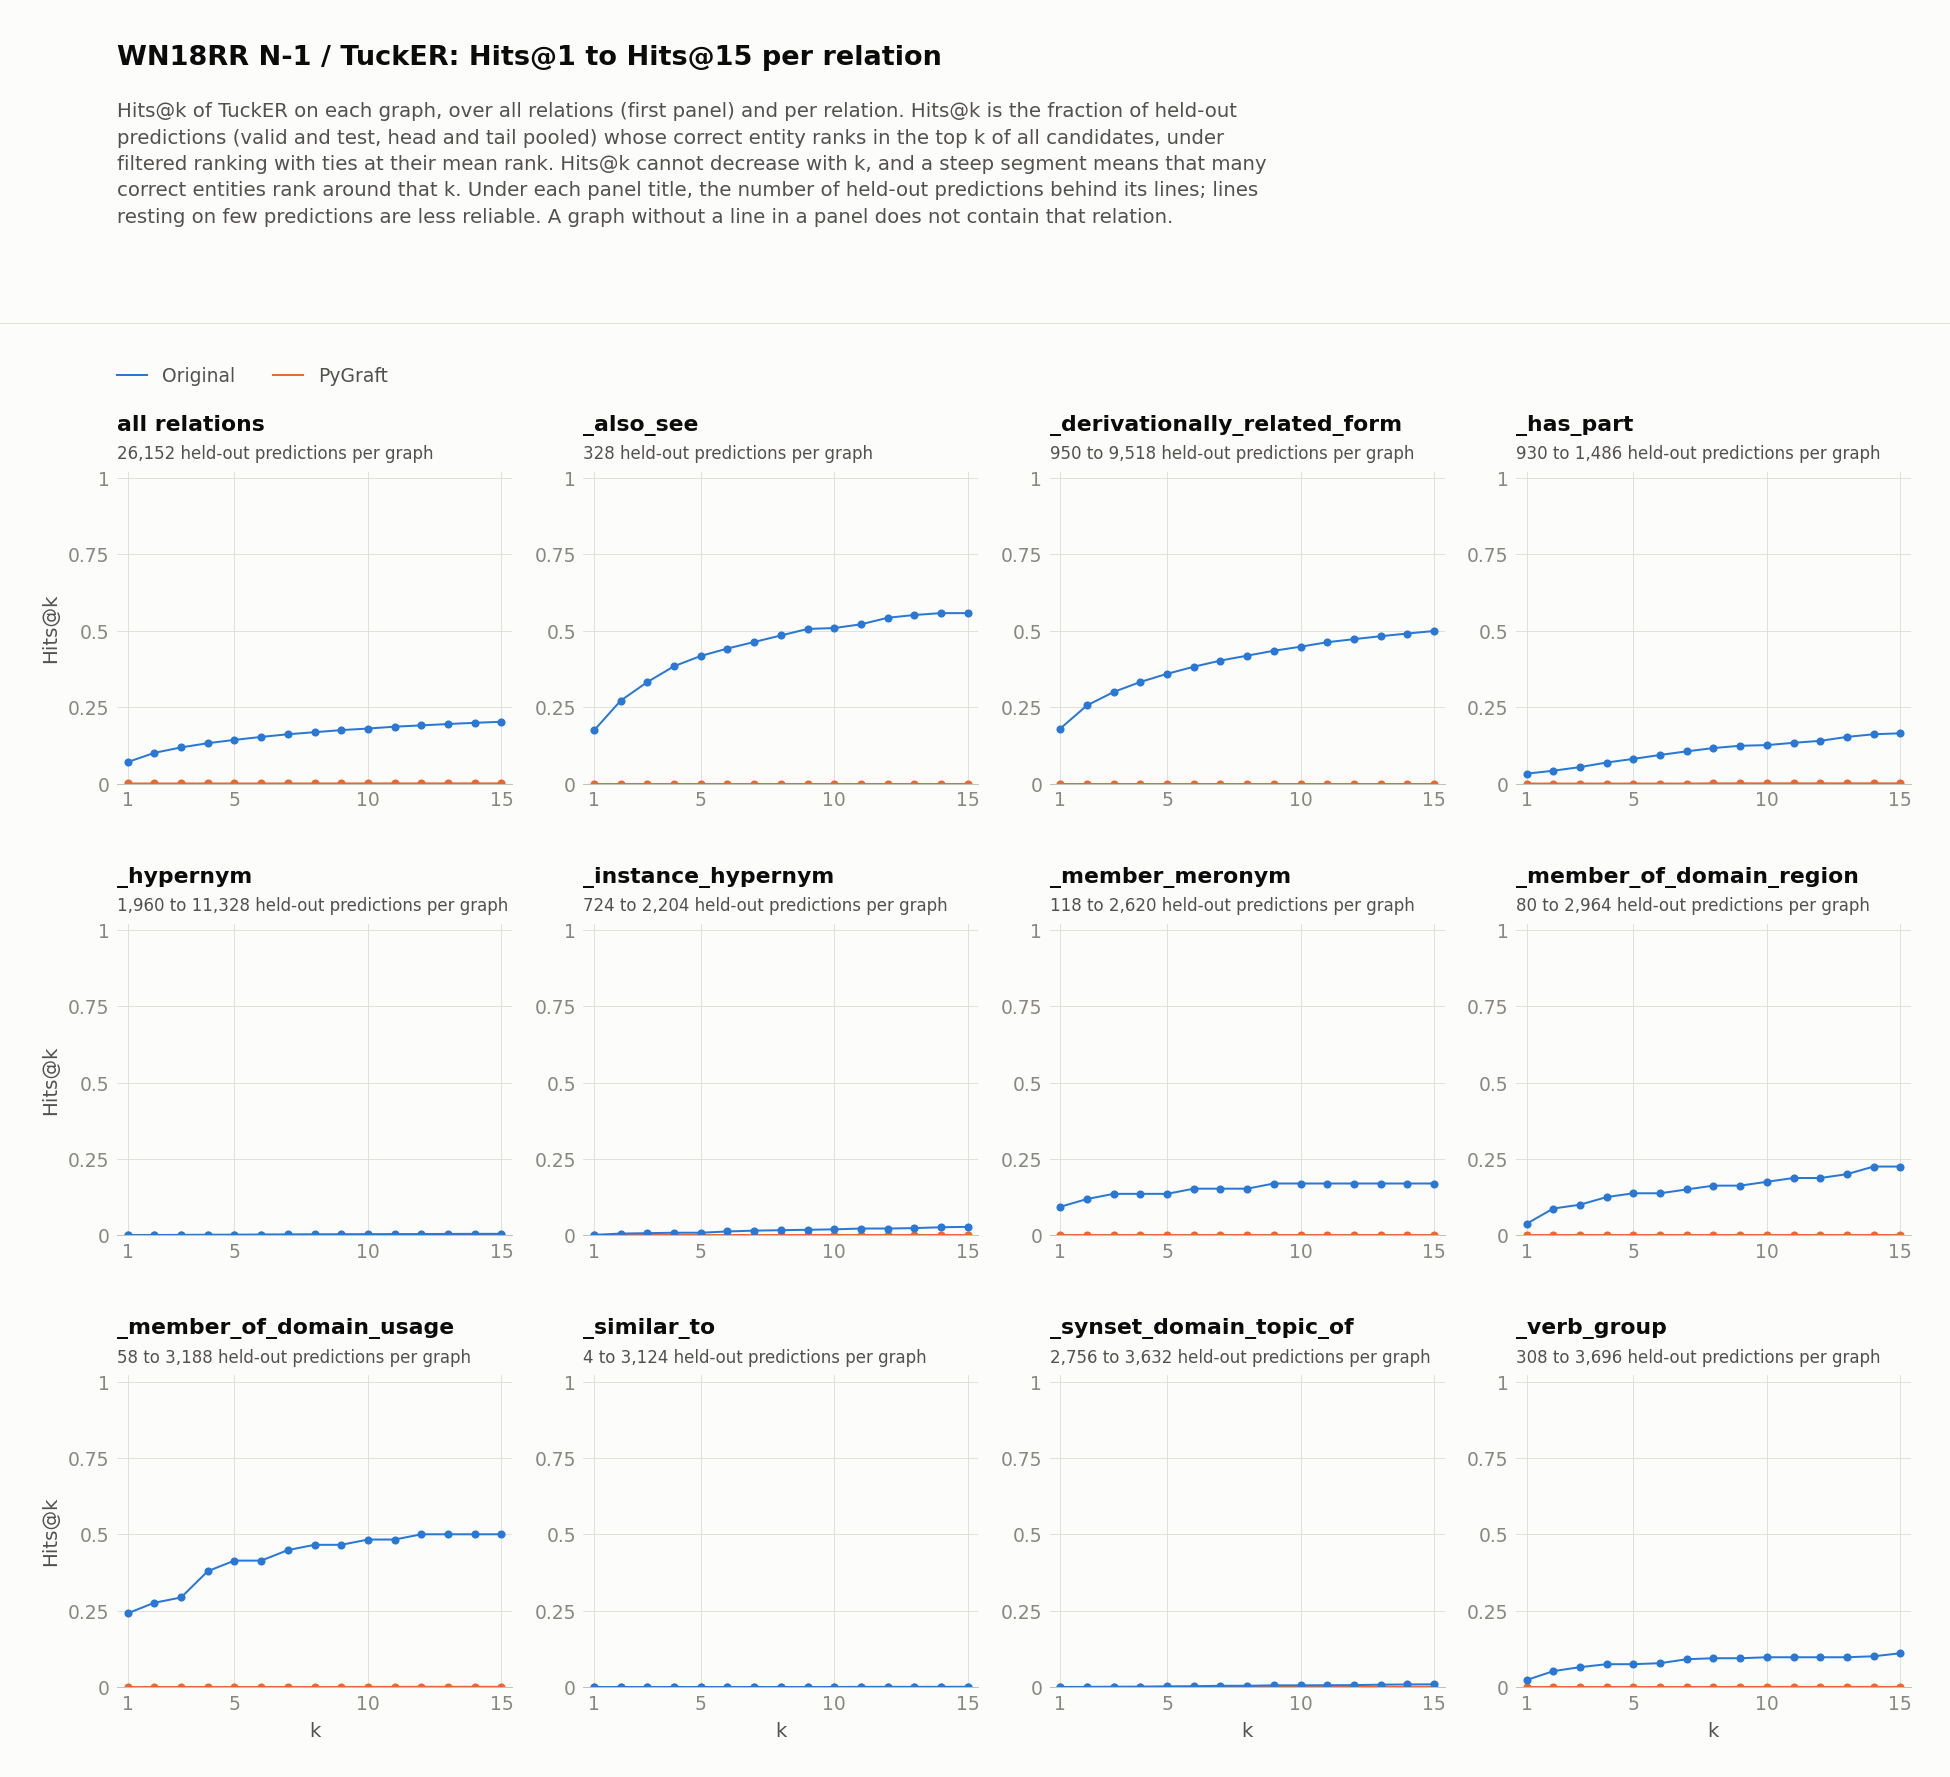 WN18RR N-1 / TuckER: Hits@1 to Hits@15 per relation
Hits@k of TuckER on each graph, over all relations (first panel) and per relation. Hits@k is the fraction of held-out
predictions (valid and test, head and tail pooled) whose correct entity ranks in the top k of all candidates, under
filtered ranking with ties at their mean rank. Hits@k cannot decrease with k, and a steep segment means that many
correct entities rank around that k. Under each panel title, the number of held-out predictions behind its lines; lines
resting on few predictions are less reliable. A graph without a line in a panel does not contain that relation.
Original PyGraft
all relations
26,152 held-out predictions per graph
1
0.75
0.5
0.25
0
1 5 10 15
Hits@k
_also_see
328 held-out predictions per graph
1
0.75
0.5
0.25
0
1 5 10 15
_derivationally_related_form
950 to 9,518 held-out predictions per graph
1
0.75
0.5
0.25
0
1 5 10 15
_has_part
930 to 1,486 held-out predictions per graph
1
0.75
0.5
0.25
0
1 5 10 15
_hypernym
1,960 to 11,328 held-out predictions per graph
1
0.75
0.5
0.25
0
1 5 10 15
Hits@k
_instance_hypernym
724 to 2,204 held-out predictions per graph
1
0.75
0.5
0.25
0
1 5 10 15
_member_meronym
118 to 2,620 held-out predictions per graph
1
0.75
0.5
0.25
0
1 5 10 15
_member_of_domain_region
80 to 2,964 held-out predictions per graph
1
0.75
0.5
0.25
0
1 5 10 15
_member_of_domain_usage
58 to 3,188 held-out predictions per graph
1
0.75
0.5
0.25
0
1 5 10 15
Hits@k
k
_similar_to
4 to 3,124 held-out predictions per graph
1
0.75
0.5
0.25
0
1 5 10 15
k
_synset_domain_topic_of
2,756 to 3,632 held-out predictions per graph
1
0.75
0.5
0.25
0
1 5 10 15
k
_verb_group
308 to 3,696 held-out predictions per graph
1
0.75
0.5
0.25
0
1 5 10 15
k